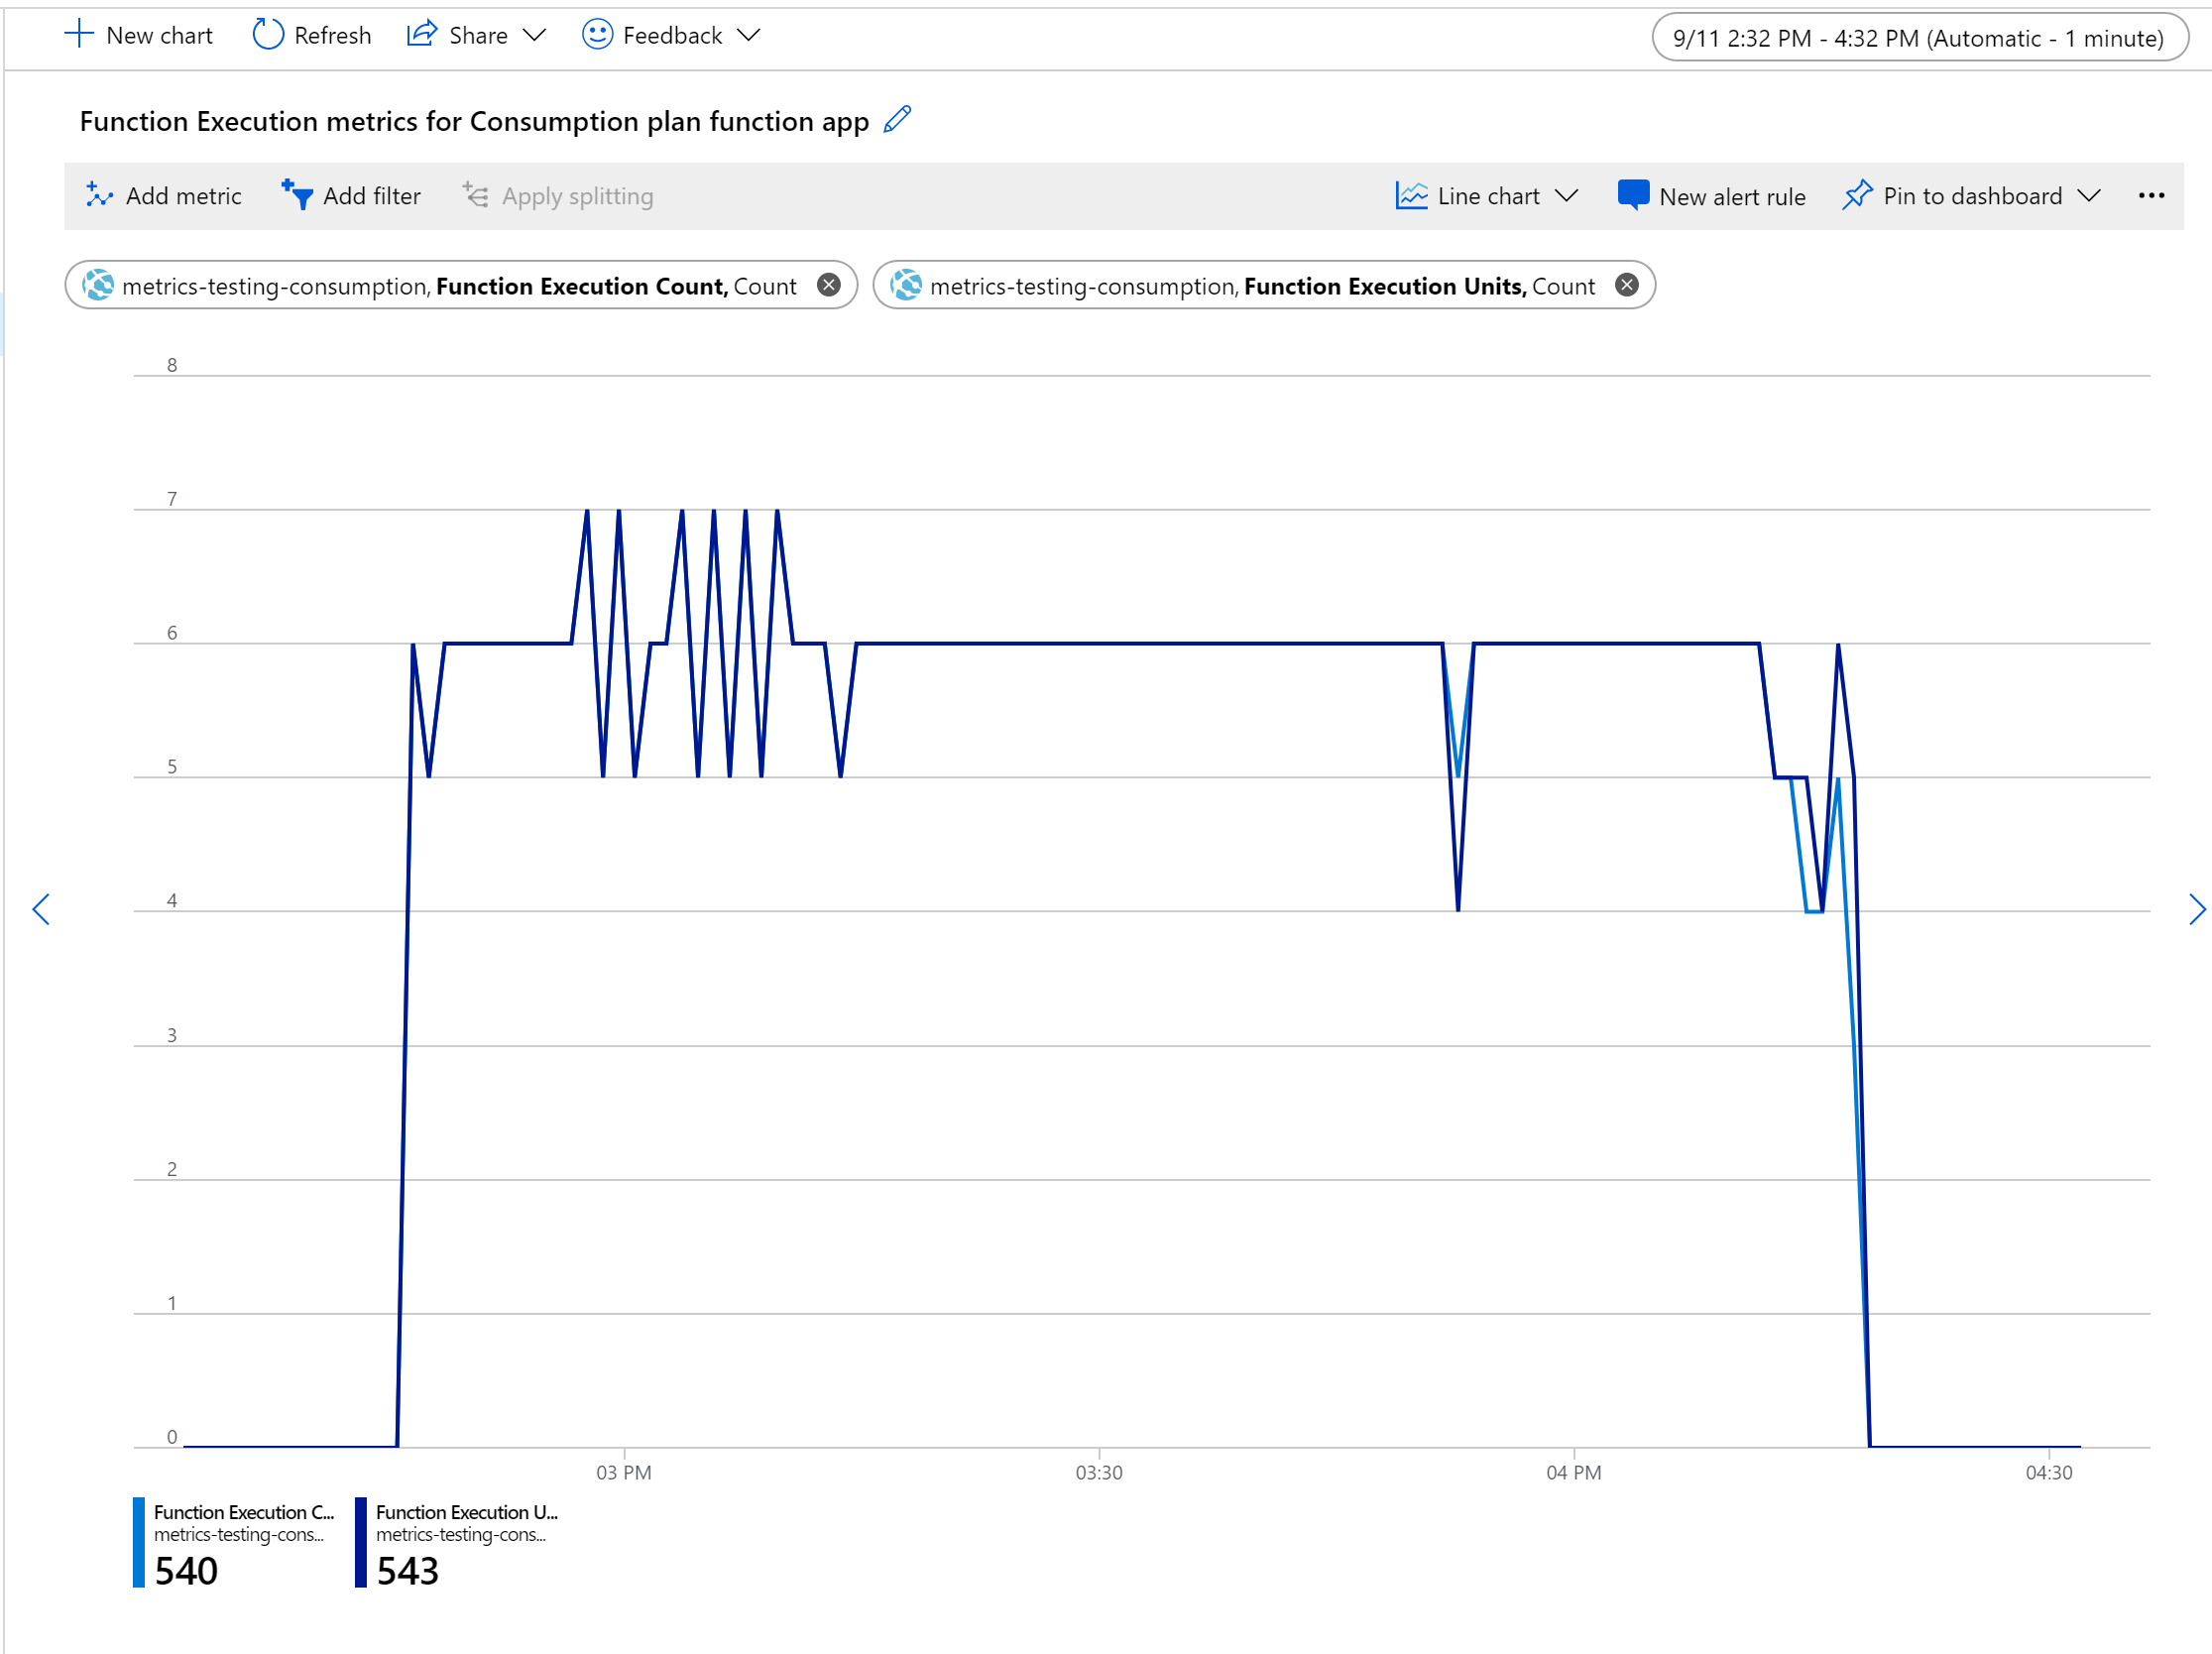 New chart Refresh Share Feedback 9/11 2:32 PM - 4:32 PM (Automatic - 1 minute)
Function Execution metrics for Consumption plan function app
Add metric Add filter Apply splitting Line chart New alert rule Pin to dashboard ...
metrics-testing-consumption, Function Execution Count, Count metrics-testing-consumption, Function Execution Units, Count
8
7
6
5
4
3
2
1
0
03 PM 03:30 04 PM 04:30
Function Execution C... Function Execution U...
metrics-testing-cons... metrics-testing-cons...
540 543